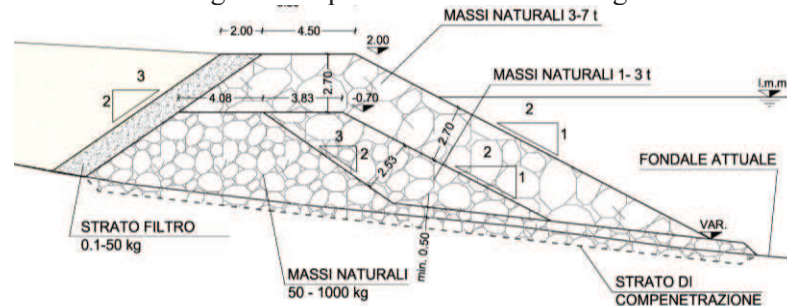 MASSI NATURALI 3-7 t
2.00
4.50
2.00
MASSI NATURALI 1- 3 t
l.m.m
3
2
2.70
4.08
3.83
-0.70
2.70
2
1
3
2
2.53
2
1
FONDALE ATTUALE
STRATO FILTRO
0.1-50 kg
VAR.
min. 0.50
MASSI NATURALI
50 - 1000 kg
STRATO DI
COMPENETRAZIONE